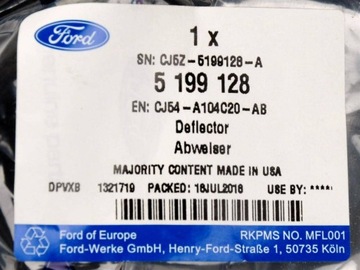 Ford
1 x
SN: CJ5Z-5199128-A
5 199 128
EN: CJ54-A104C20-AB
Deflector
Abweiser
MAJORITY CONTENT MADE IN USA
DPVXB 1321719 PACKED: 16JUL2016 USE BY: ****
Ford of Europe RKPMS NO. MFL001
Ford-Werke GmbH, Henry-Ford-Straße 1, 50735 Köln